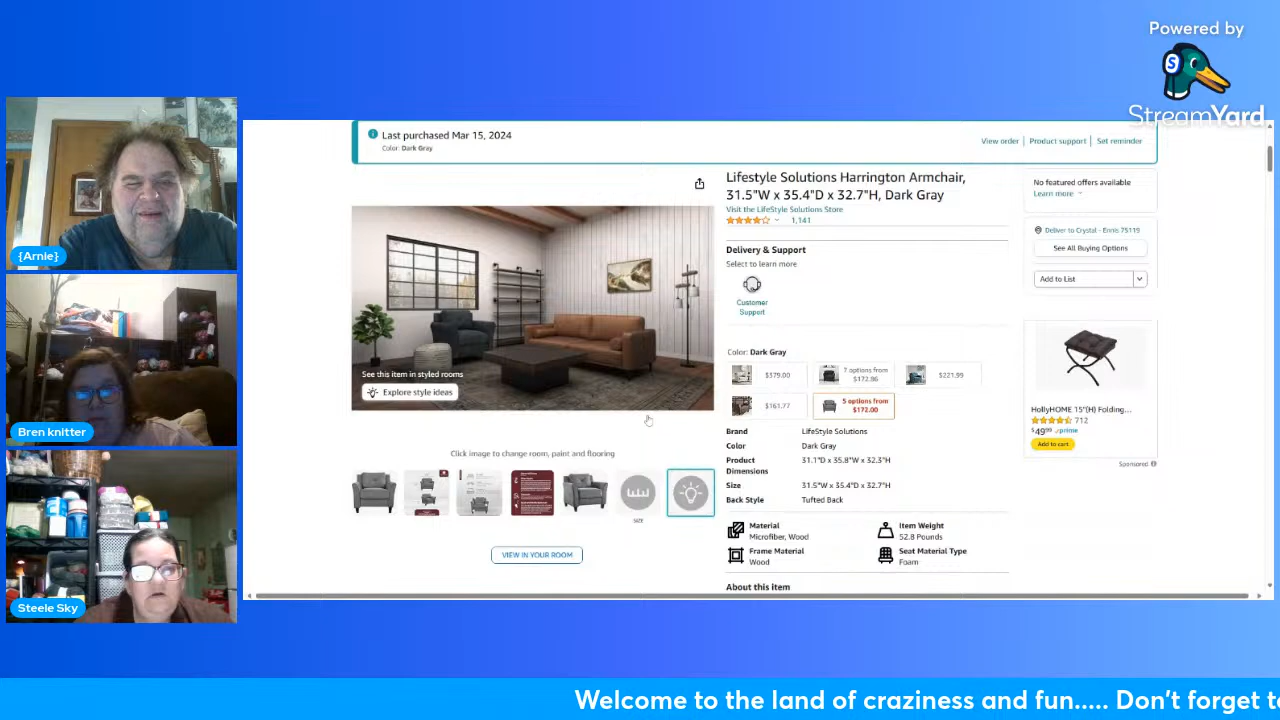 Powered by
StreamYard
{Arnie}
Bren knitter
Steele Sky
Last purchased Mar 15, 2024
Color: Dark Gray
View order
Product support
Set reminder
Lifestyle Solutions Harrington Armchair,
31.5"W x 35.4"D x 32.7"H, Dark Gray
Visit the LifeStyle Solutions Store
1,141
Delivery & Support
Select to learn more
Customer
Support
See this item in styled rooms
Explore style ideas
Click image to change room, paint and flooring
SIZE
VIEW IN YOUR ROOM
Color: Dark Gray
$379.00
7 options from
$172.96
$221.99
$161.77
5 options from
$172.00
Brand LifeStyle Solutions
Color Dark Gray
Product 31.1"D x 35.8"W x 32.3"H
Dimensions
Size 31.5"W x 35.4"D x 32.7"H
Back Style Tufted Back
Material
Microfiber, Wood
Item Weight
52.8 Pounds
Frame Material
Wood
Seat Material Type
Foam
About this item
No featured offers available
Learn more
Deliver to Crystal - Ennis 75119
See All Buying Options
Add to List
HollyHOME 15"(H) Folding...
712
$49.99 prime
Add to cart
Sponsored
Welcome to the land of craziness and fun..... Don't forget to